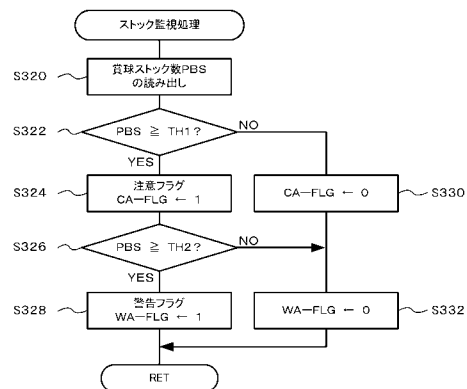 ストック監視処理
S320
賞球ストック数PBS
の読み出し
S322
PBS ≧ TH1?
NO
YES
S324
注意フラグ
CA−FLG ← 1
CA−FLG ← 0
S330
S326
PBS ≧ TH2?
NO
YES
S328
警告フラグ
WA−FLG ← 1
WA−FLG ← 0
S332
RET